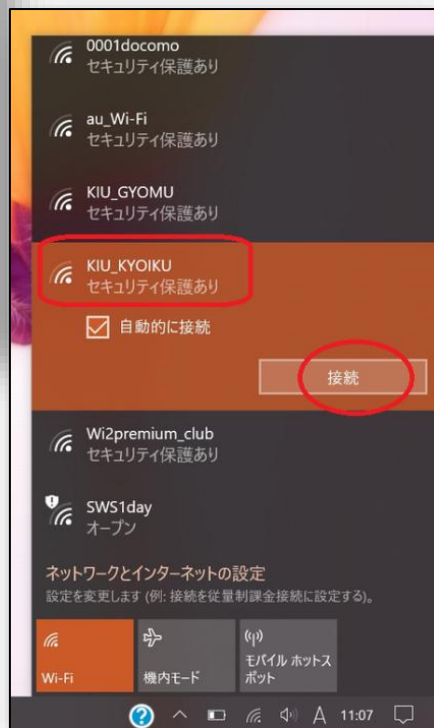 0001docomo
セキュリティ保護あり
au_Wi-Fi
セキュリティ保護あり
KIU_GYOMU
セキュリティ保護あり
KIU_KYOIKU
セキュリティ保護あり
自動的に接続
接続
Wi2premium_club
セキュリティ保護あり
SWS1day
オープン
ネットワークとインターネットの設定
設定を変更します (例: 接続を従量制課金接続に設定する)。
Wi-Fi
機内モード
モバイル ホットス
ポット
A 11:07